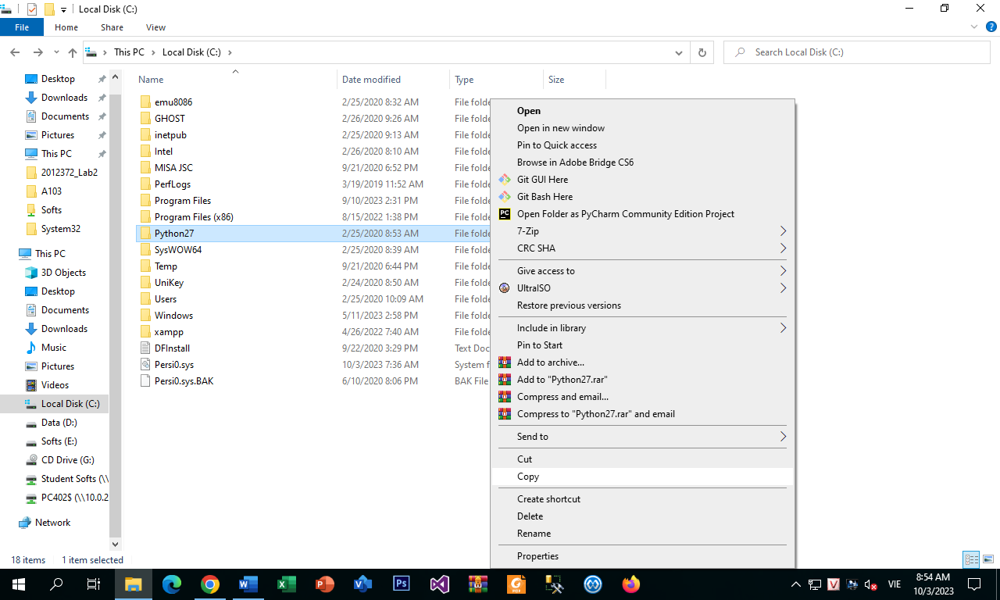 Local Disk (C:)
File Home Share View
This PC Local Disk (C:) Search Local Disk (C:)
Desktop
Downloads
Documents
Pictures
This PC
2012372_Lab2
A103
Softs
System32
This PC
3D Objects
Desktop
Documents
Downloads
Music
Pictures
Videos
Local Disk (C:)
Data (D:)
Softs (E:)
CD Drive (G:)
Student Softs (\\
PC402$ (\\10.0.2
Network
Name Date modified Type Size
emu8086 2/25/2020 8:32 AM File folde
GHOST 2/26/2020 9:26 AM File folde
inetpub 2/25/2020 9:13 AM File folde
Intel 2/26/2020 8:10 AM File folde
MISA JSC 9/21/2020 6:52 PM File folde
PerfLogs 3/19/2019 11:52 AM File folde
Program Files 9/10/2023 2:31 PM File folde
Program Files (x86) 8/15/2022 1:38 PM File folde
Python27 2/25/2020 8:53 AM File folde
SysWOW64 2/25/2020 8:39 AM File folde
Temp 9/21/2020 6:44 PM File folde
UniKey 2/24/2020 8:50 AM File folde
Users 2/25/2020 10:09 AM File folde
Windows 5/11/2023 2:58 PM File folde
xampp 4/26/2022 7:40 AM File folde
DFInstall 9/22/2020 3:29 PM Text Doc
Persi0.sys 10/3/2023 7:36 AM System f
Persi0.sys.BAK 6/10/2020 8:06 PM BAK File
Open
Open in new window
Pin to Quick access
Browse in Adobe Bridge CS6
Git GUI Here
Git Bash Here
PC Open Folder as PyCharm Community Edition Project
7-Zip
CRC SHA
Give access to
UltraISO
Restore previous versions
Include in library
Pin to Start
Add to archive...
Add to "Python27.rar"
Compress and email...
Compress to "Python27.rar" and email
Send to
Cut
Copy
Create shortcut
Delete
Rename
Properties
18 items 1 item selected
W X P V Ps PDF V VIE 8:54 AM
10/3/2023